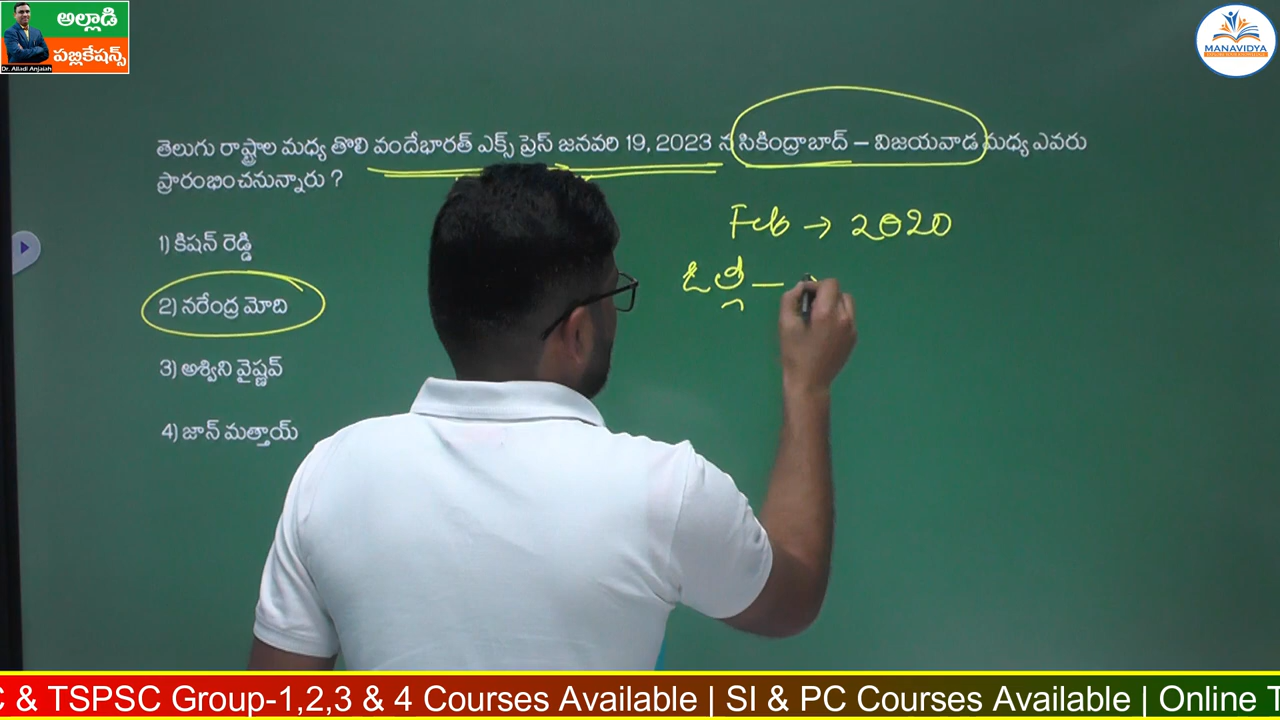 అల్లాడి
పబ్లికేషన్స్
Dr. Alladi Anjaiah
MANAVIDYA
తెలుగు రాష్ట్రాల మధ్య తొలి వందేభారత్ ఎక్స్ ప్రెస్ జనవరి 19, 2023 న సికింద్రాబాద్ – విజయవాడ మధ్య ఎవరు
ప్రారంభించనున్నారు ?
Feb → 2020
1) కిషన్ రెడ్డి
2) నరేంద్ర మోది
3) అశ్విని వైష్ణవ్
4) జాన్ మత్తాయ్
C & TSPSC Group-1,2,3 & 4 Courses Available | SI & PC Courses Available | Online T